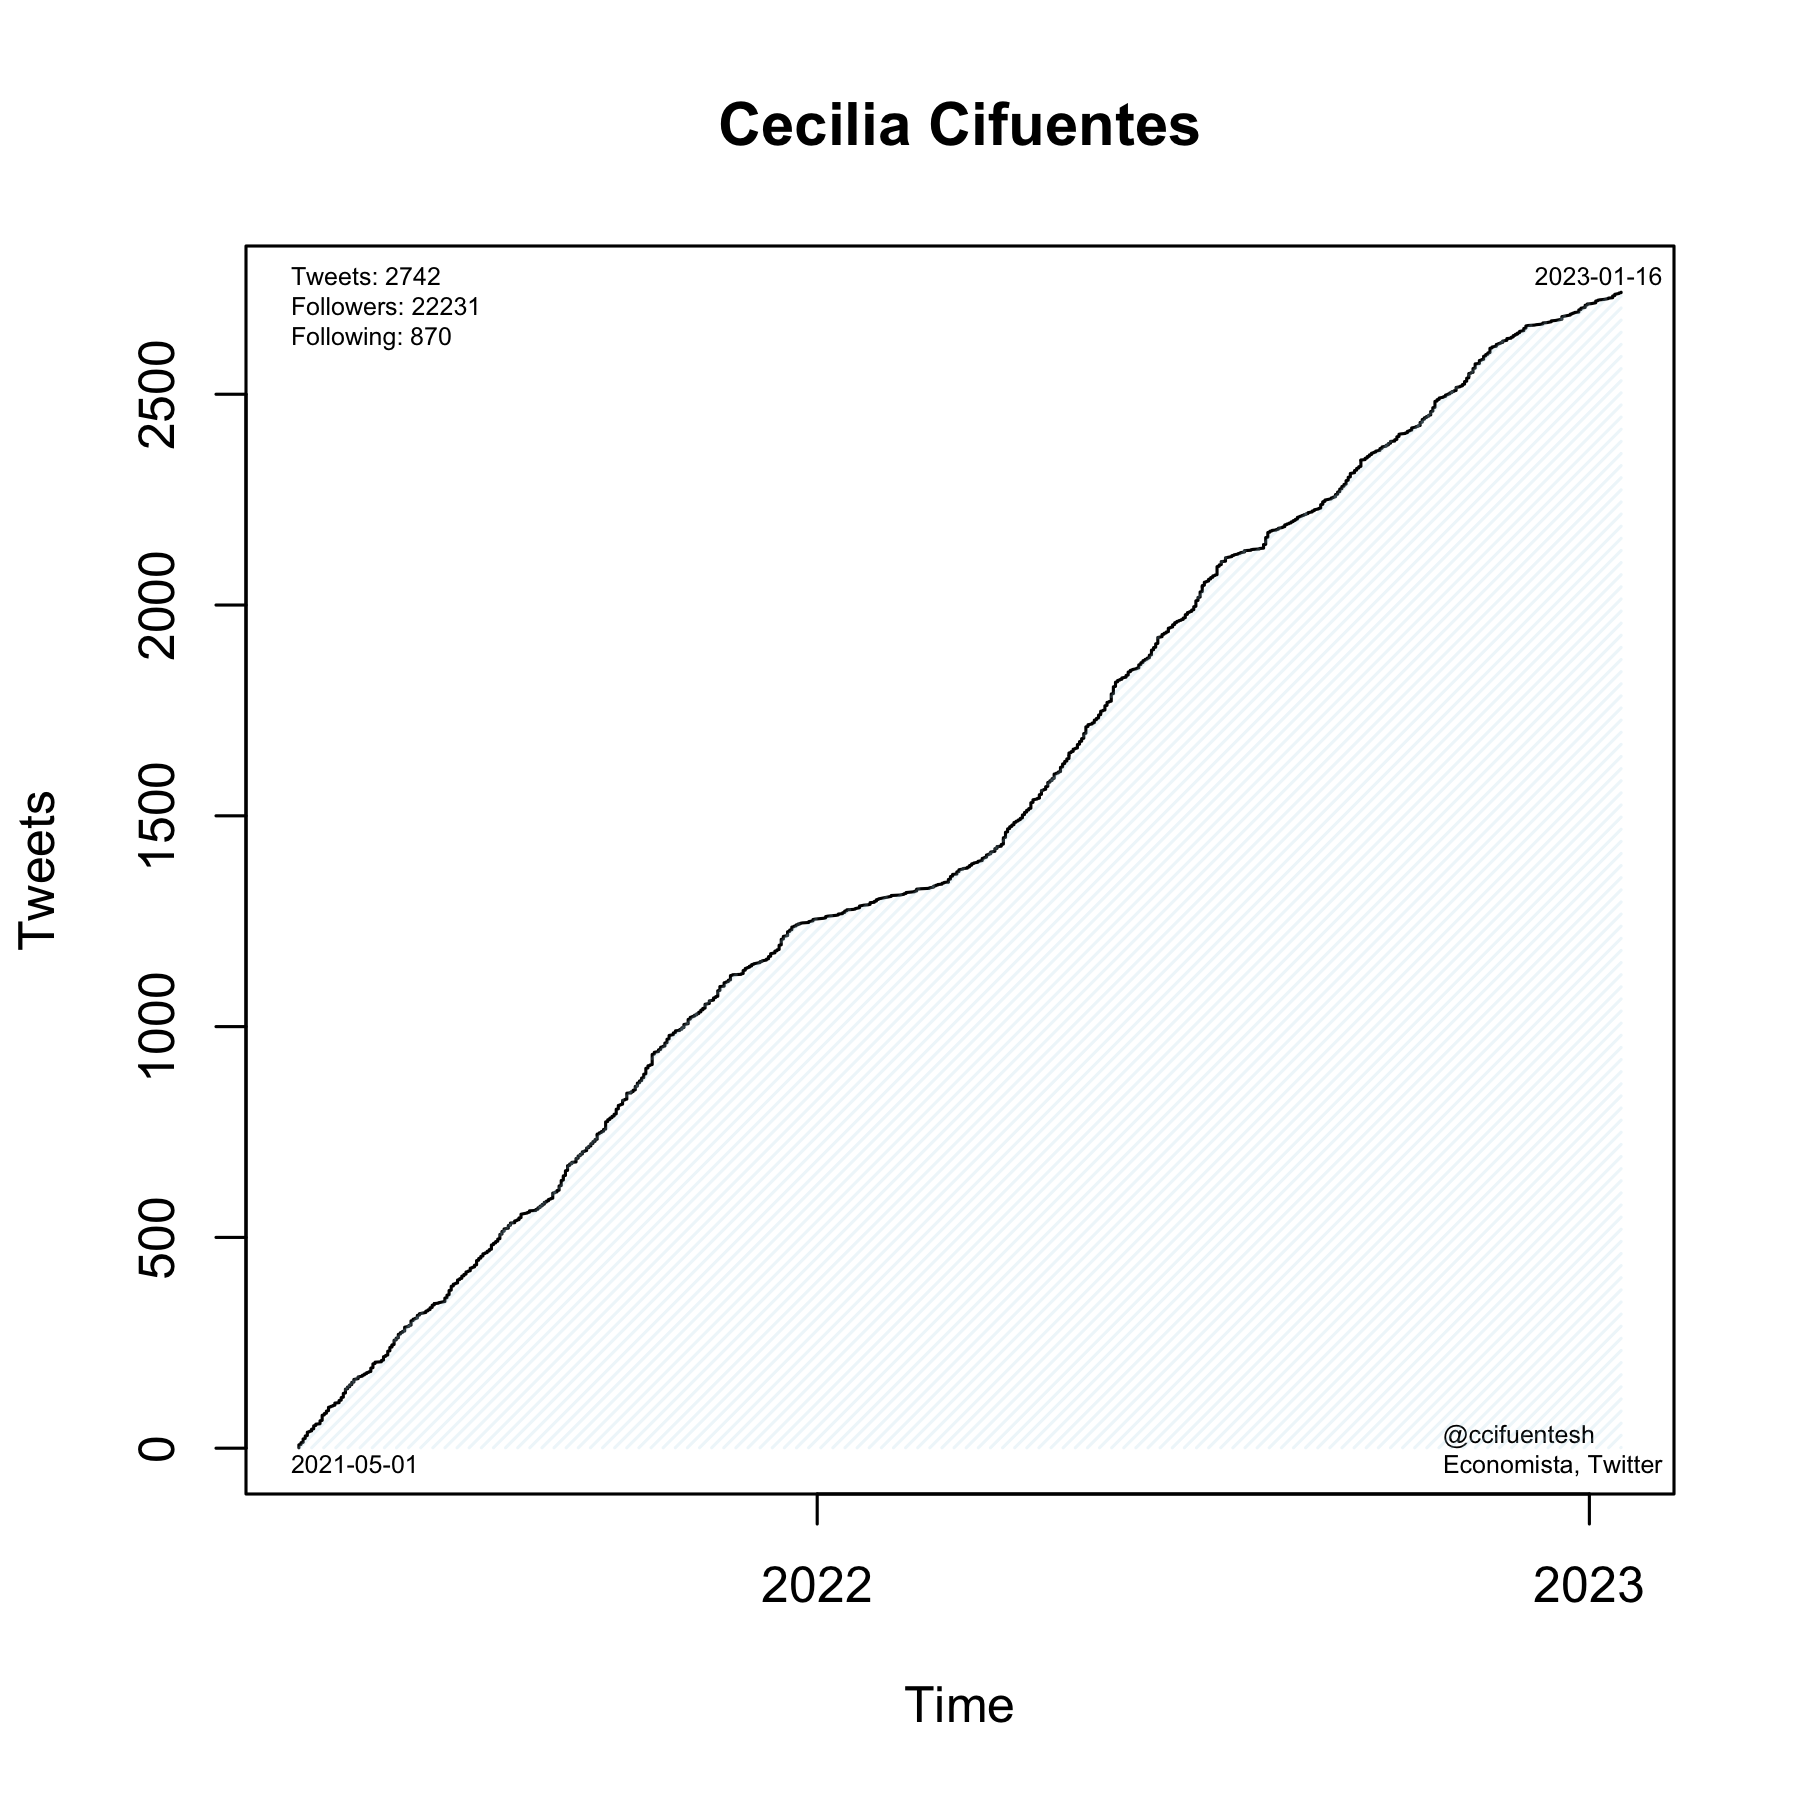 Cecilia Cifuentes
Tweets: 2742
Followers: 22231
Following: 870
2023-01-16
2500
2000
1500
1000
500
0
Tweets
2021-05-01
@ccifuentesh
Economista, Twitter
2022
2023
Time